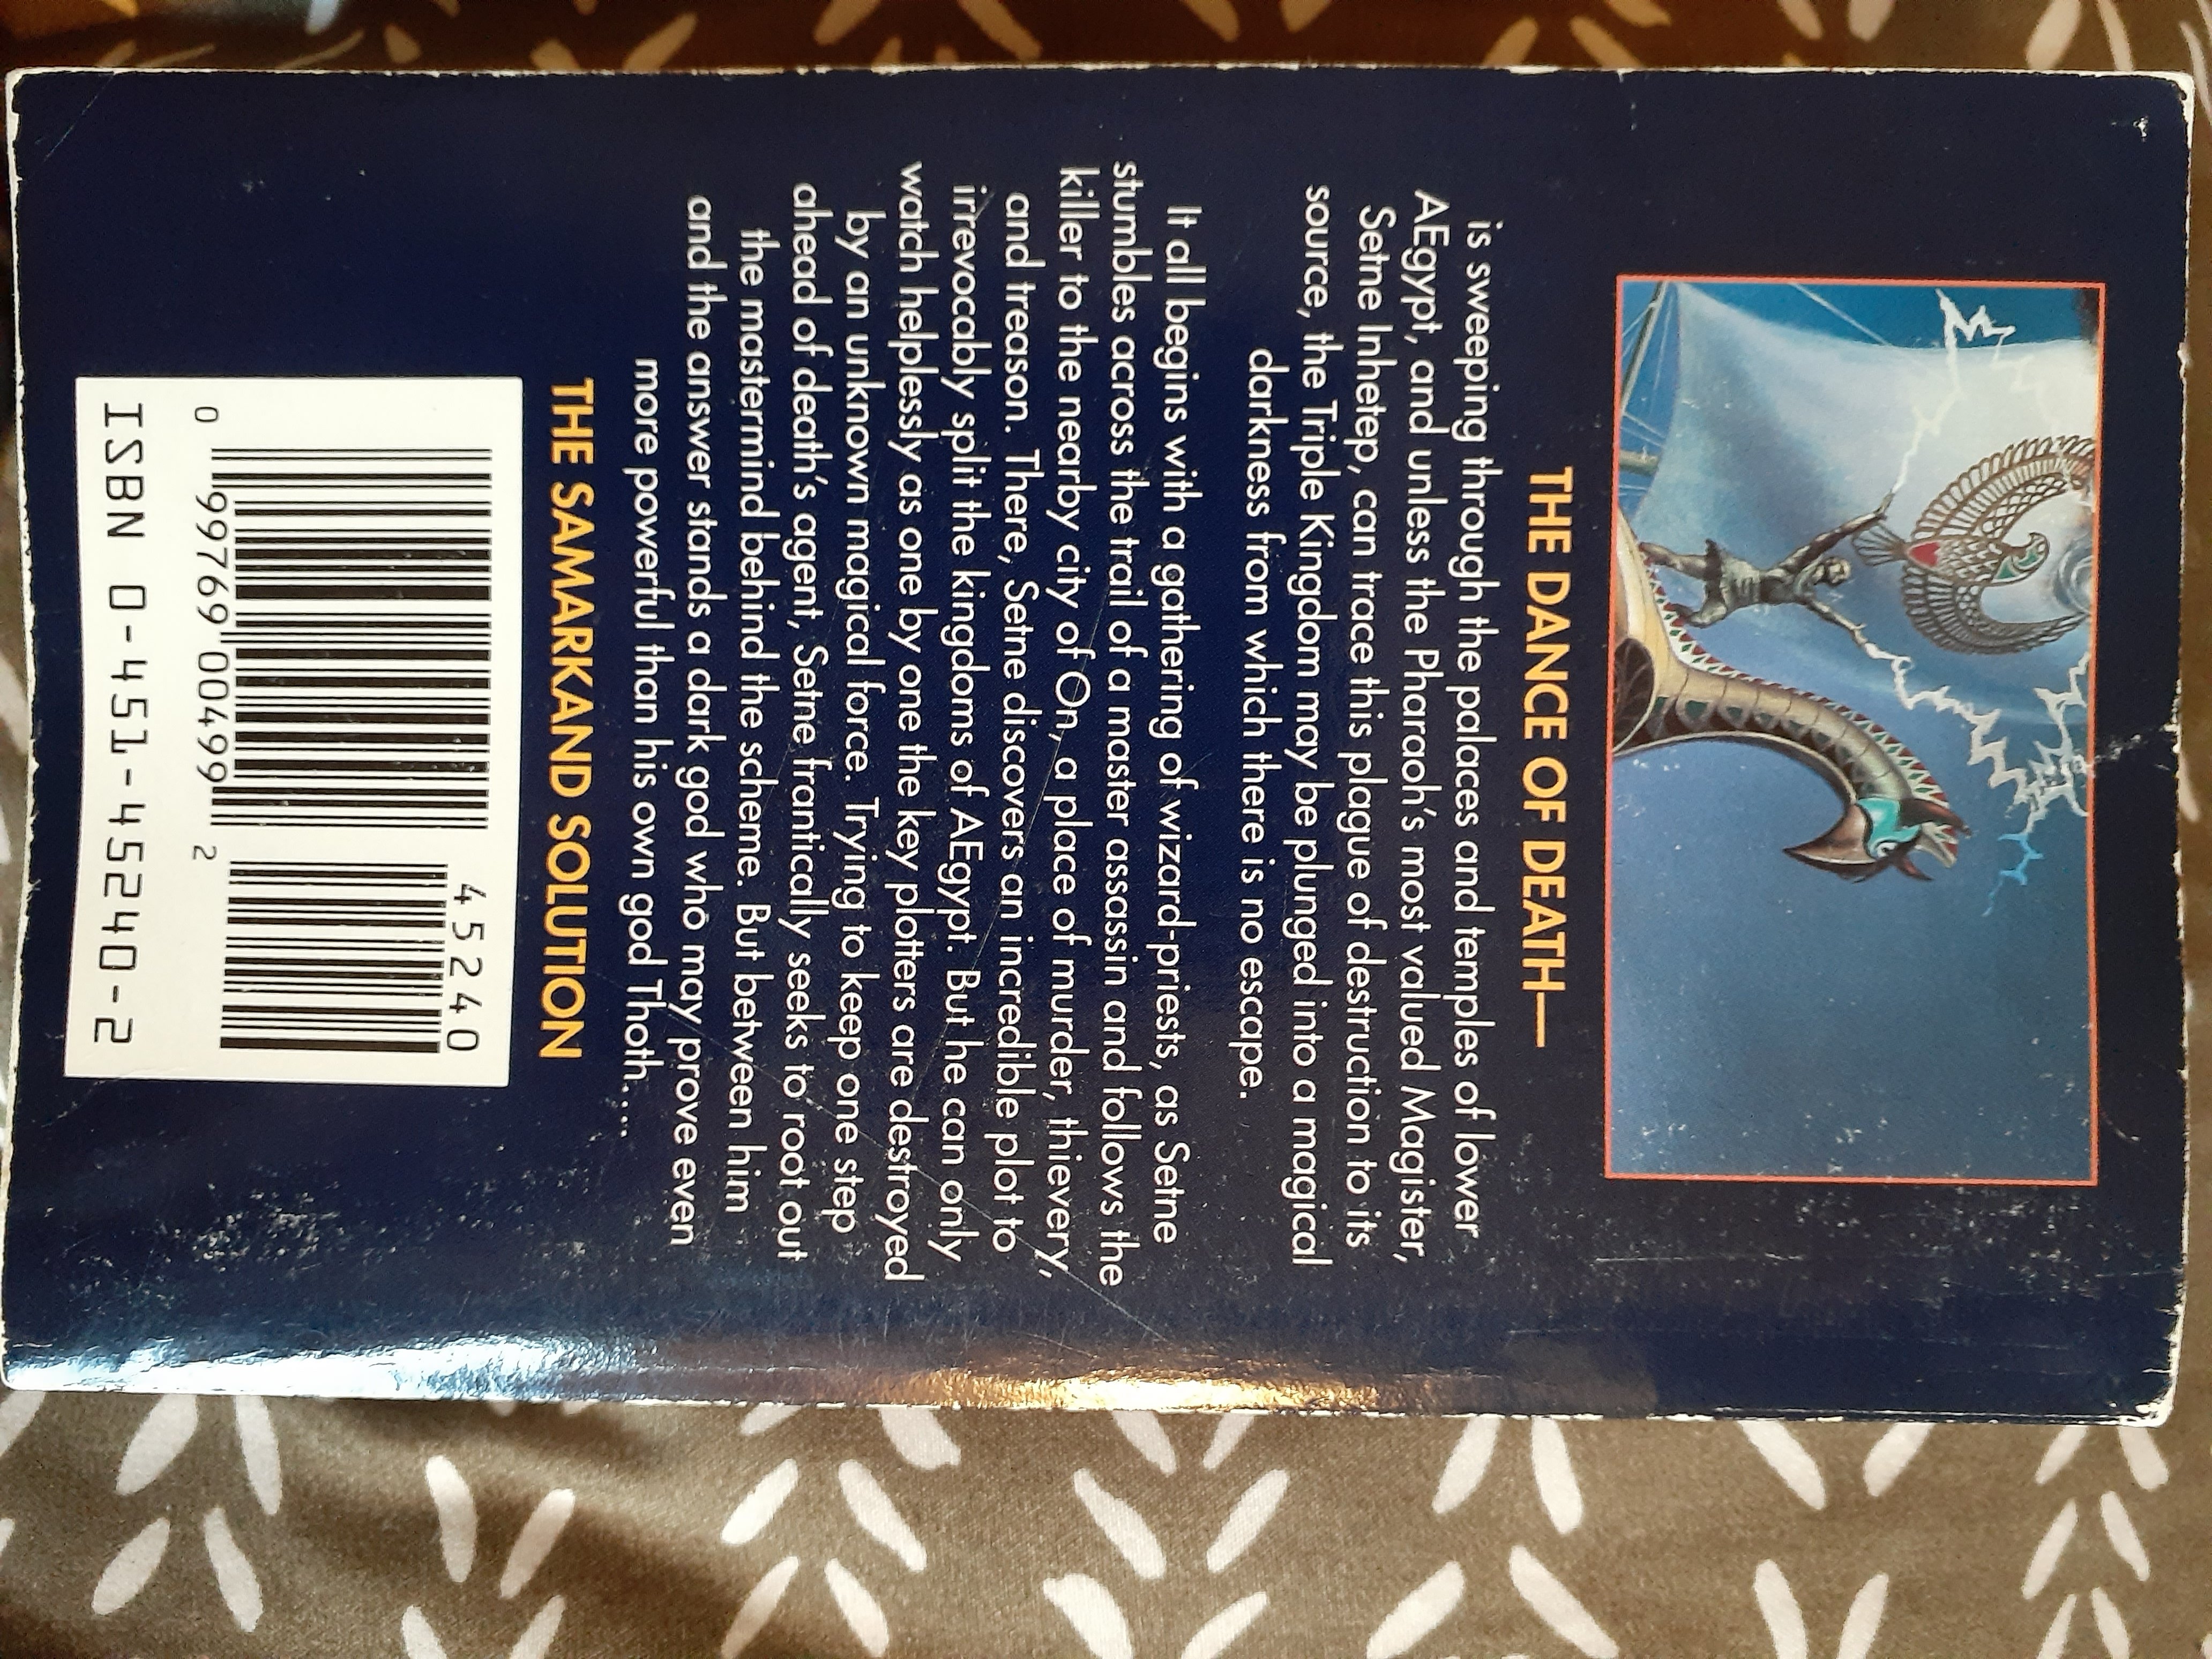 THE DANCE OF DEATH—
is sweeping through the palaces and temples of lower
AEgypt, and unless the Pharaoh's most valued Magister,
Setne Inhetep, can trace this plague of destruction to its
source, the Triple Kingdom may be plunged into a magical
darkness from which there is no escape.
It all begins with a gathering of wizard-priests, as Setne
stumbles across the trail of a master assassin and follows the
killer to the nearby city of On, a place of murder, thievery,
and treason. There, Setne discovers an incredible plot to
irrevocably split the kingdoms of AEgypt. But he can only
watch helplessly as one by one the key plotters are destroyed
by an unknown magical force. Trying to keep one step
ahead of death's agent, Setne frantically seeks to root out
the mastermind behind the scheme. But between him
and the answer stands a dark god who may prove even
more powerful than his own god Thoth....
THE SAMARKAND SOLUTION
45240
0 99769 00499 2
ISBN 0-451-45240-2